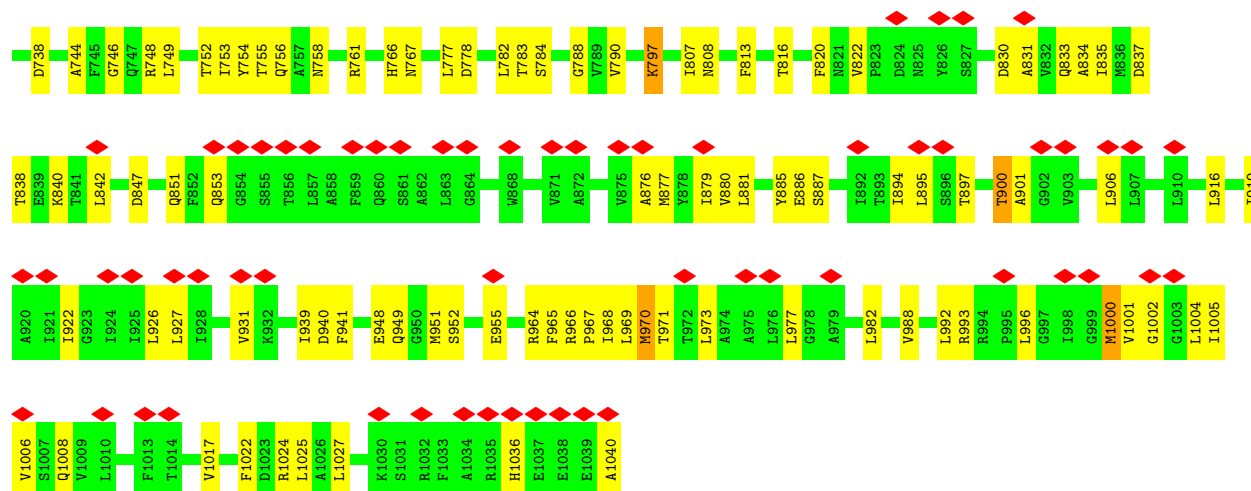 D738 A744 F745 G746 Q747 R748 L749 T752 I753 Y754 T755 Q756 A757 N758 R761 H766 N767 L777 D778 L782 T783 S784 G788 V789 V790 K797 I807 N808 F813 T816 F820 N821 V822 P823 D824 N825 Y826 S827 D830 A831 V832 Q833 A834 I835 M836 D837
T838 E839 K840 T841 L842 D847 Q851 F852 Q853 G854 S855 T856 L857 A858 F859 Q860 S861 A862 L863 G864 W868 V871 A872 V875 A876 M877 Y878 I879 V880 L881 Y885 E886 S887 I892 T893 I894 L895 S896 T897 T900 A901 G902 V903 L906 L907 L910 L916
A920 I921 I922 G923 I924 I925 L926 L927 I928 V931 K932 I939 D940 F941 E948 Q949 G950 M951 S952 E955 R964 F965 R966 P967 I968 L969 M970 T971 T972 L973 A974 A975 L976 L977 G978 A979 L982 V988 L992 R993 R994 P995 L996 G997 I998 G999 M1000 V1001 G1002 G1003 L1004 I1005
V1006 S1007 Q1008 V1009 L1010 F1013 T1014 V1017 F1022 D1023 R1024 L1025 A1026 L1027 K1030 S1031 R1032 F1033 A1034 R1035 H1036 E1037 E1038 E1039 A1040